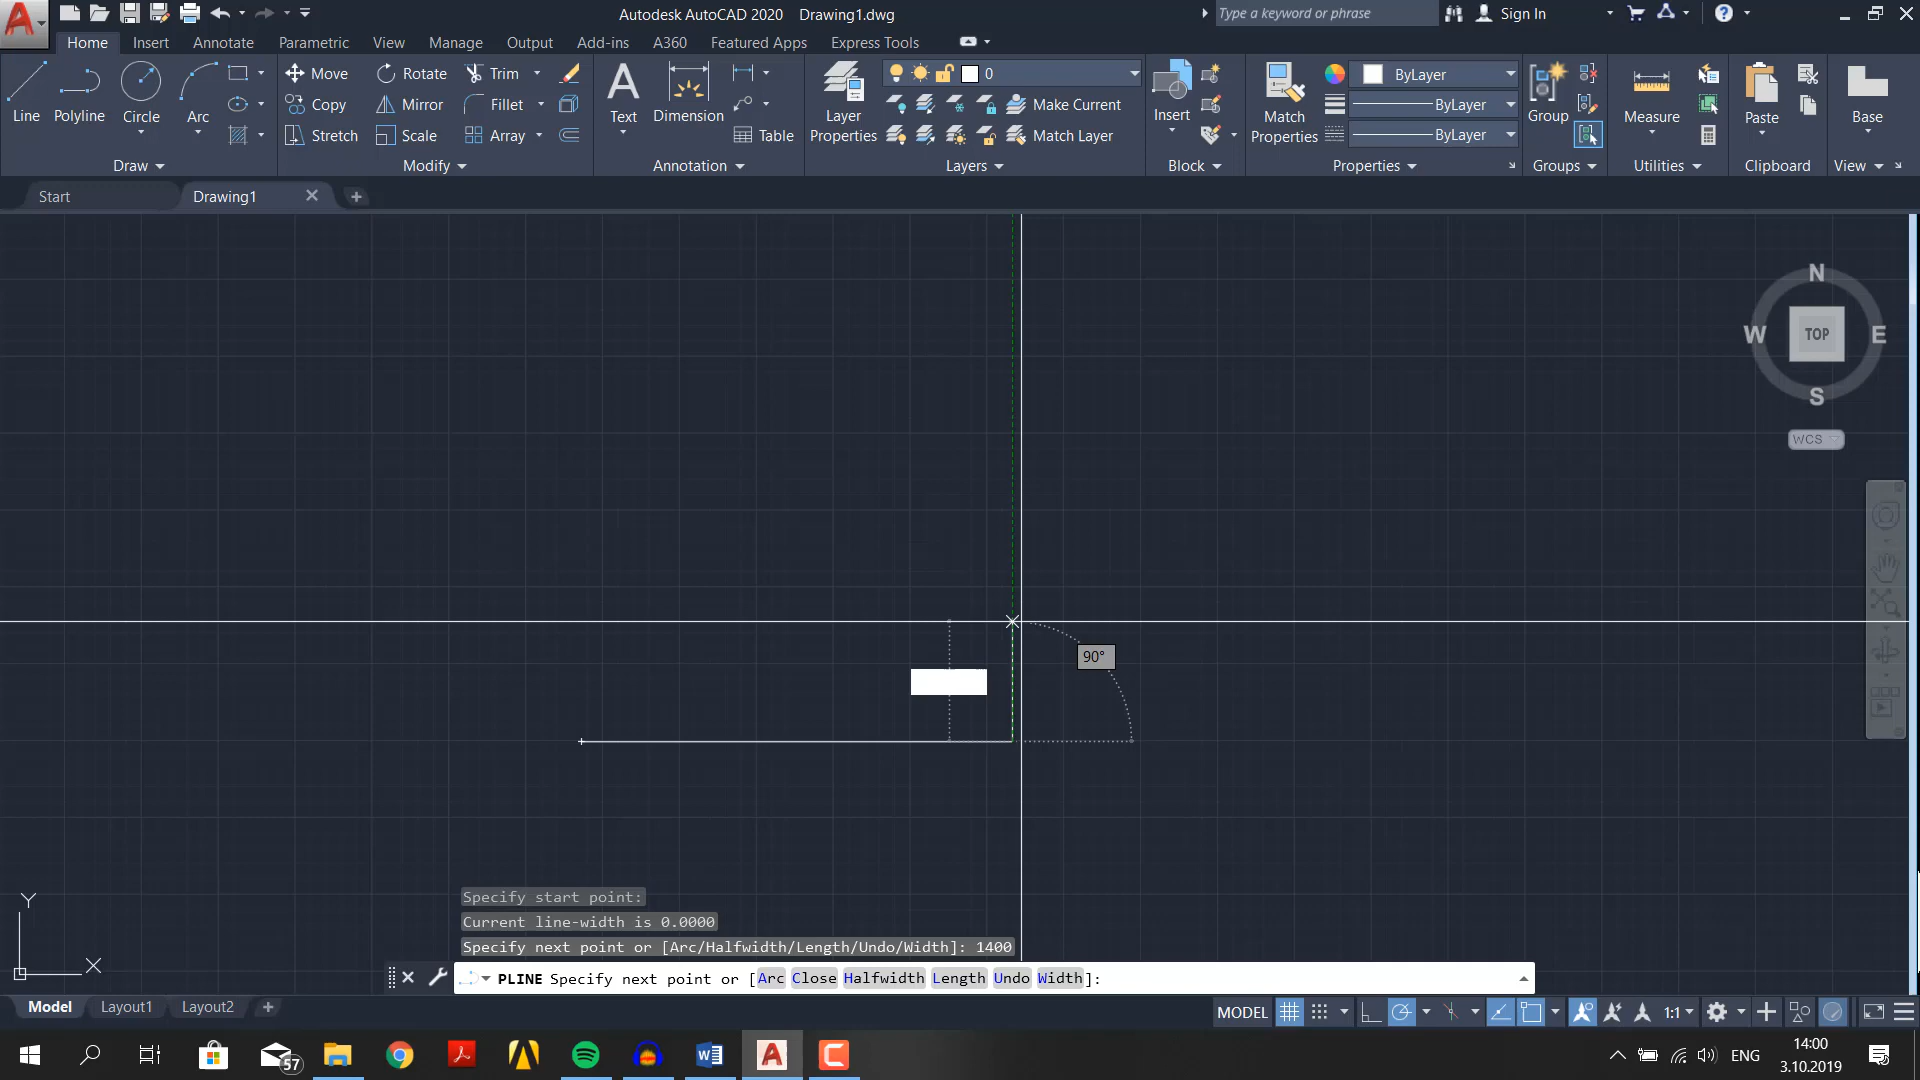 Autodesk AutoCAD 2020 Drawing1.dwg
Type a keyword or phrase
Sign In
Home Insert Annotate Parametric View Manage Output Add-ins A360 Featured Apps Express Tools
Line Polyline Circle Arc
Draw
Move Rotate Trim
Copy Mirror Fillet
Stretch Scale Array
Modify
Text Dimension Table
Annotation
Layer Properties
0
Make Current
Match Layer
Layers
Insert
Block
Match Properties
ByLayer
ByLayer
ByLayer
Properties
Group
Groups
Measure
Utilities
Paste
Clipboard
Base
View
Start Drawing1
N
W TOP E
S
WCS
90°
Y
X
Specify start point:
Current line-width is 0.0000
Specify next point or [Arc/Halfwidth/Length/Undo/Width]: 1400
PLINE Specify next point or [Arc Close Halfwidth Length Undo Width]:
Model Layout1 Layout2
MODEL 1:1
57
ENG
14:00
3.10.2019